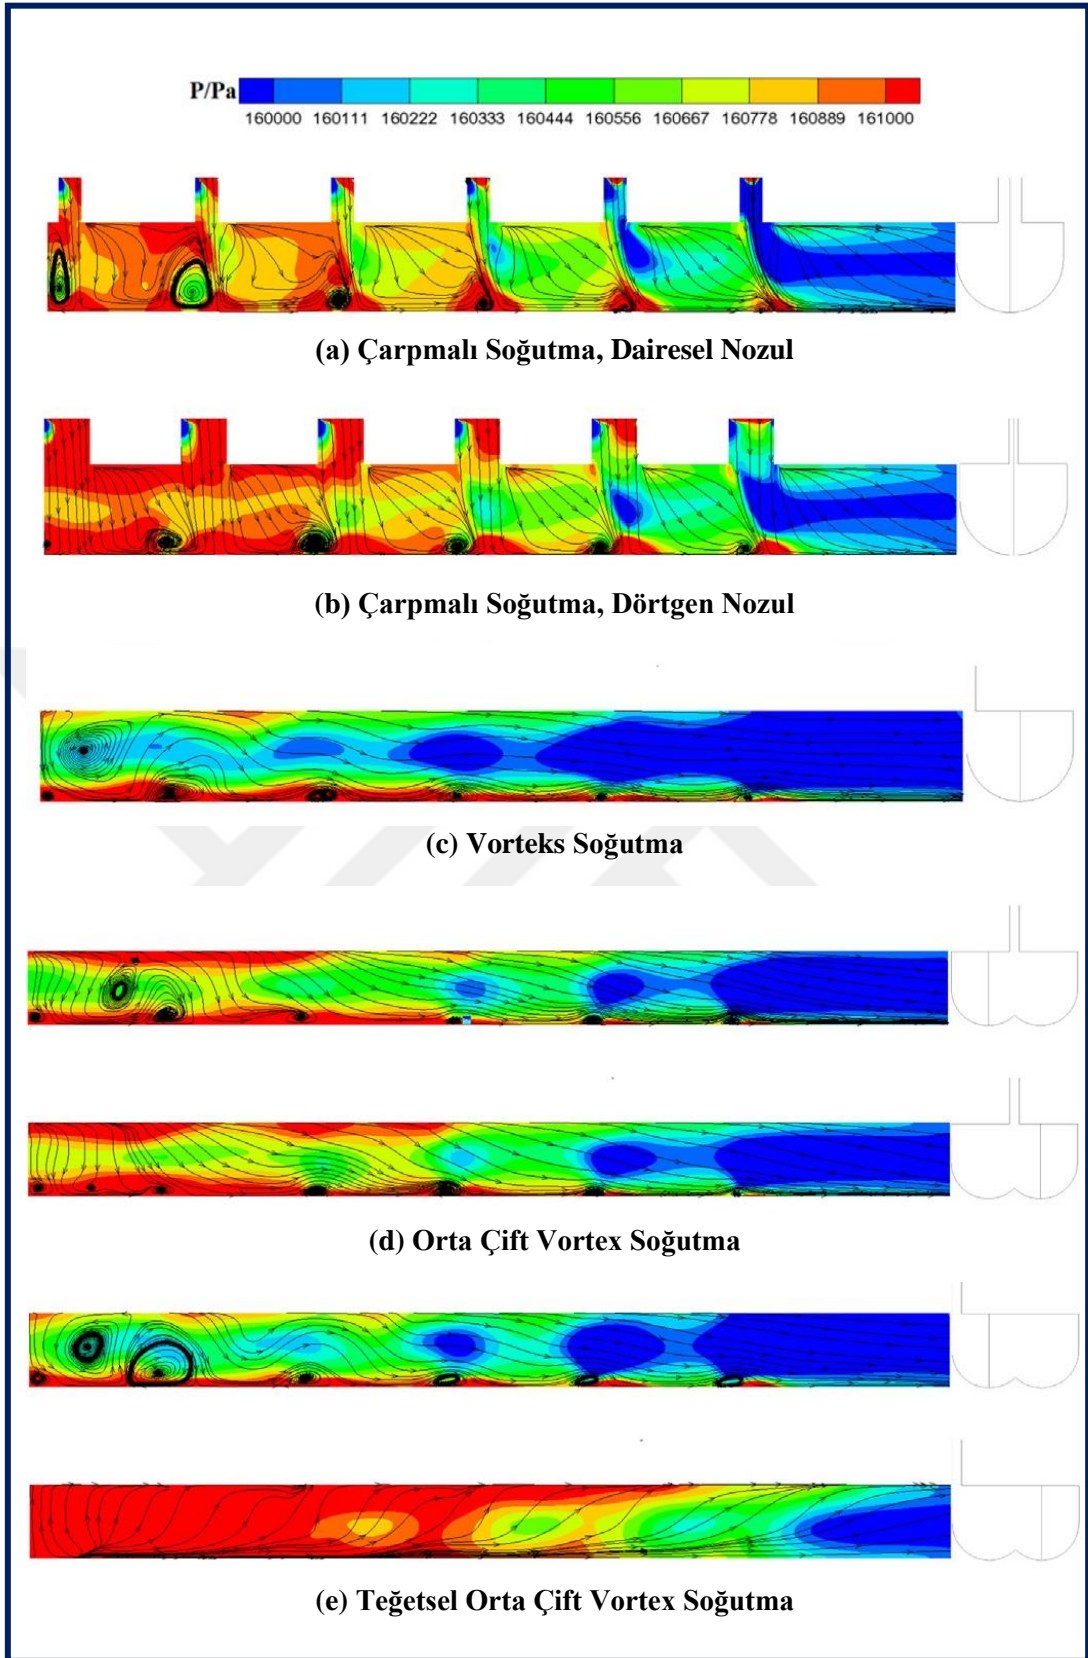 P/Pa
160000 160111 160222 160333 160444 160556 160667 160778 160889 161000
(a) Çarpmalı Soğutma, Dairesel Nozul
(b) Çarpmalı Soğutma, Dörtgen Nozul
(c) Vorteks Soğutma
(d) Orta Çift Vortex Soğutma
(e) Teğetsel Orta Çift Vortex Soğutma